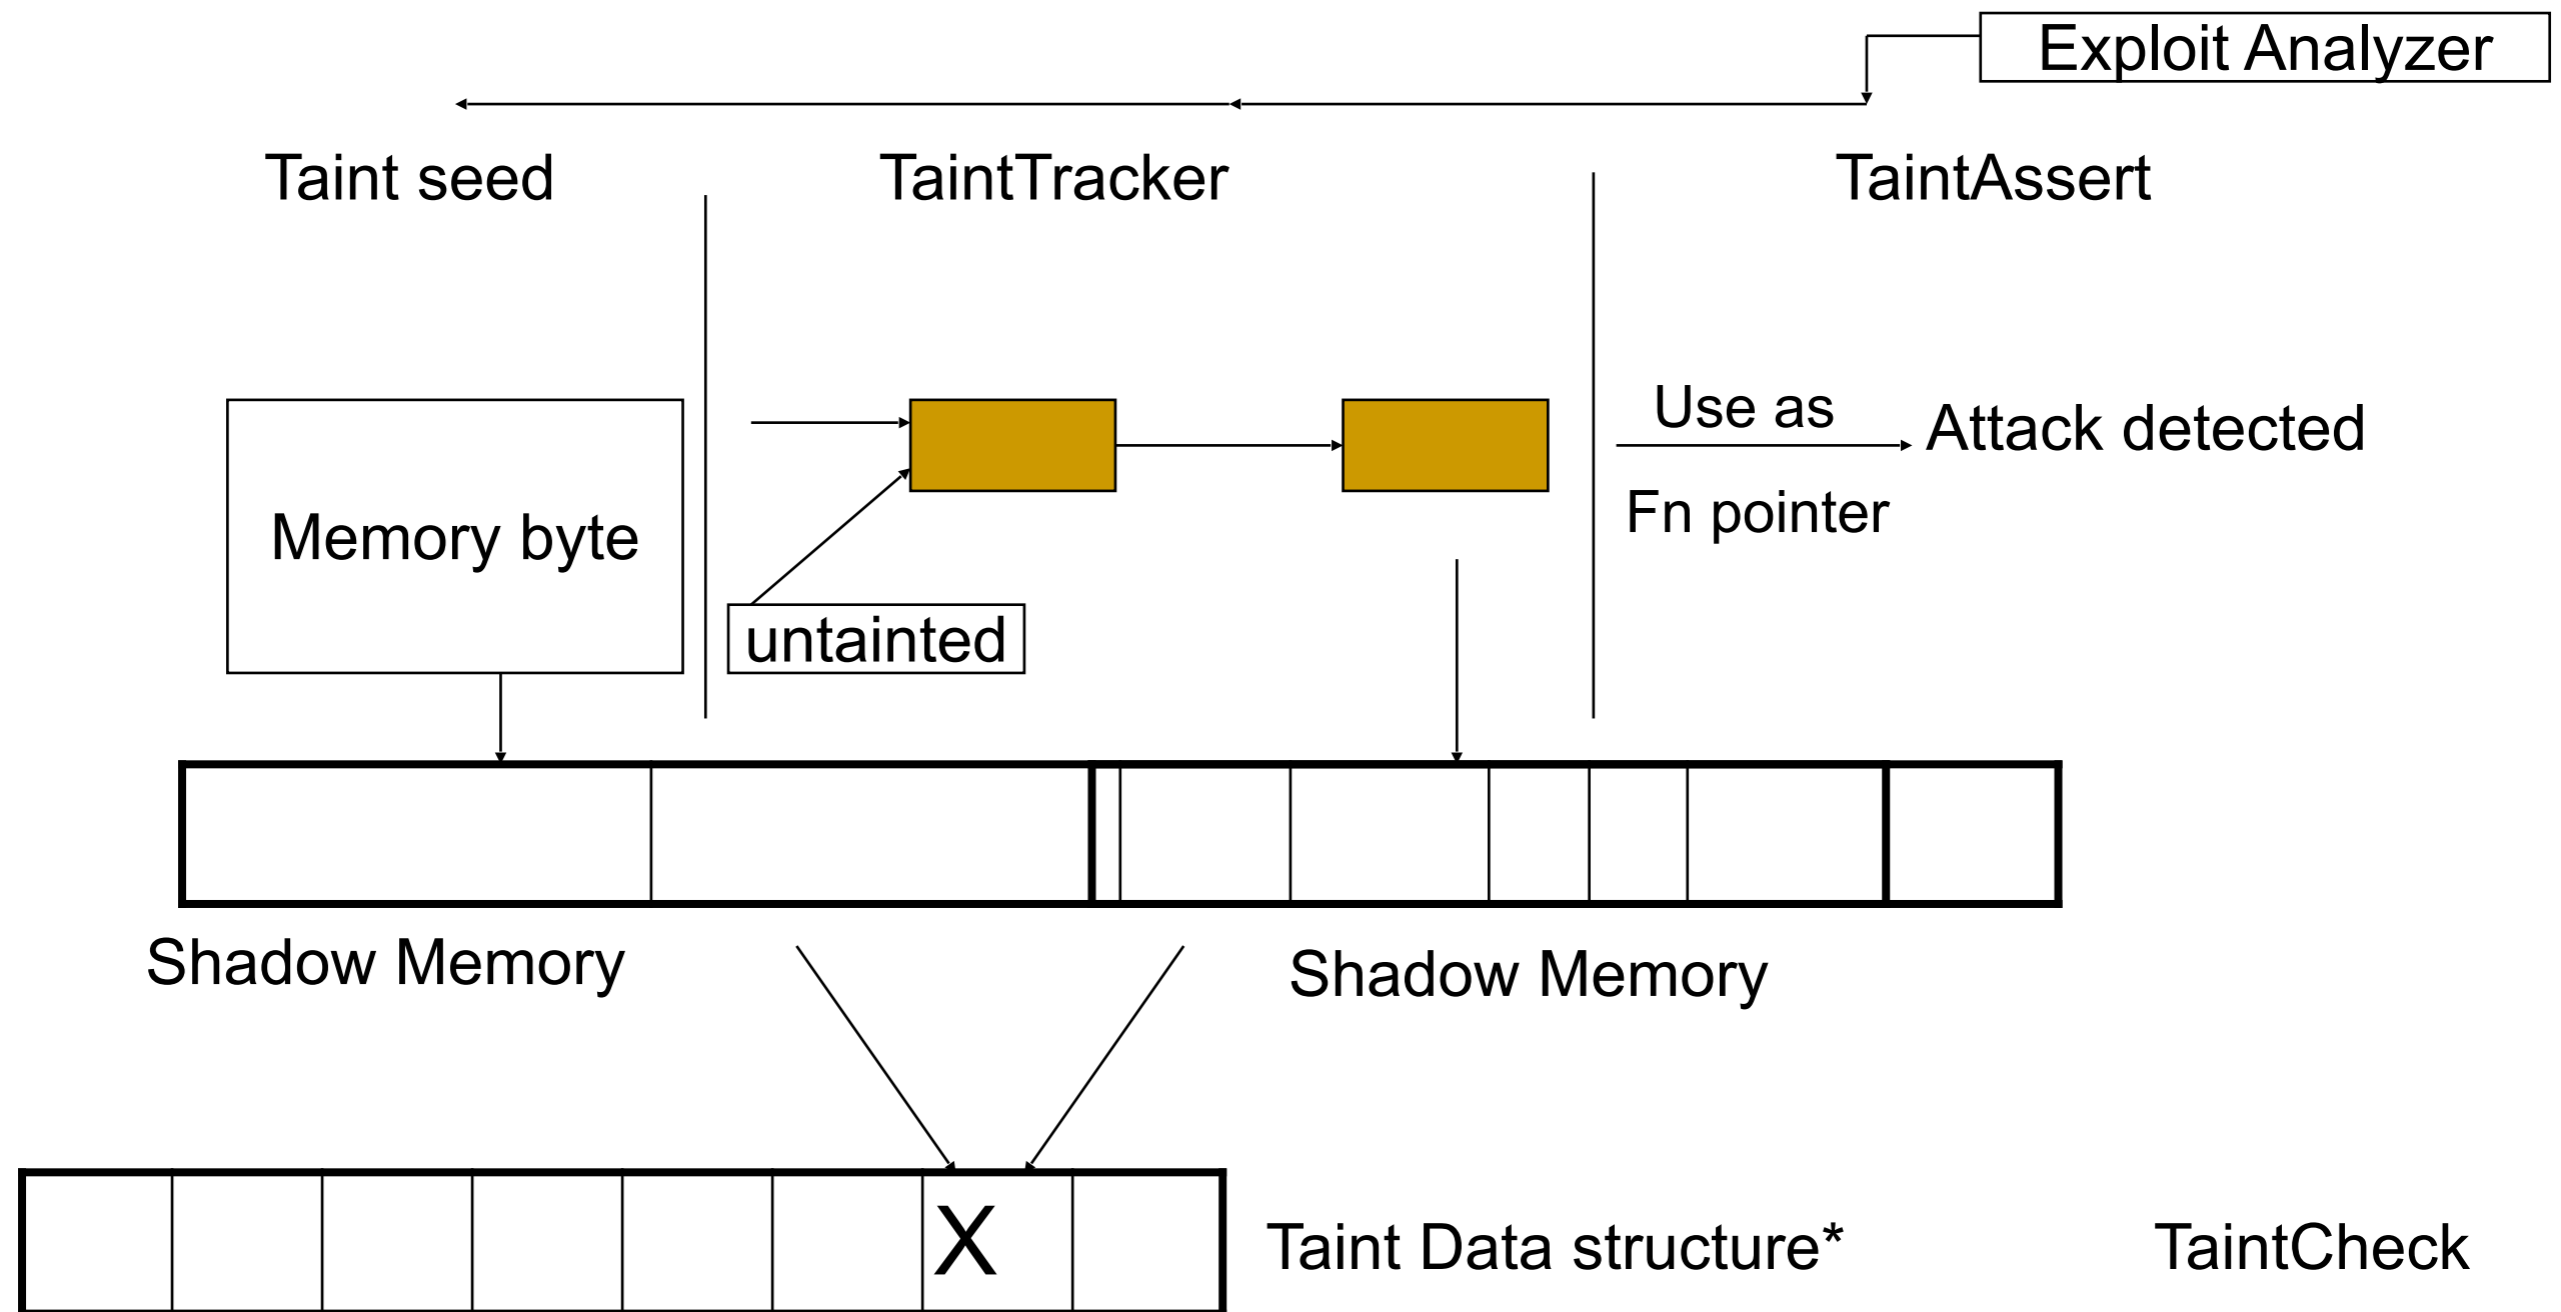 Exploit Analyzer
Taint seed
TaintTracker
TaintAssert
Use as
Attack detected
Fn pointer
Memory byte
untainted
Shadow Memory
Shadow Memory
X
Taint Data structure*
TaintCheck